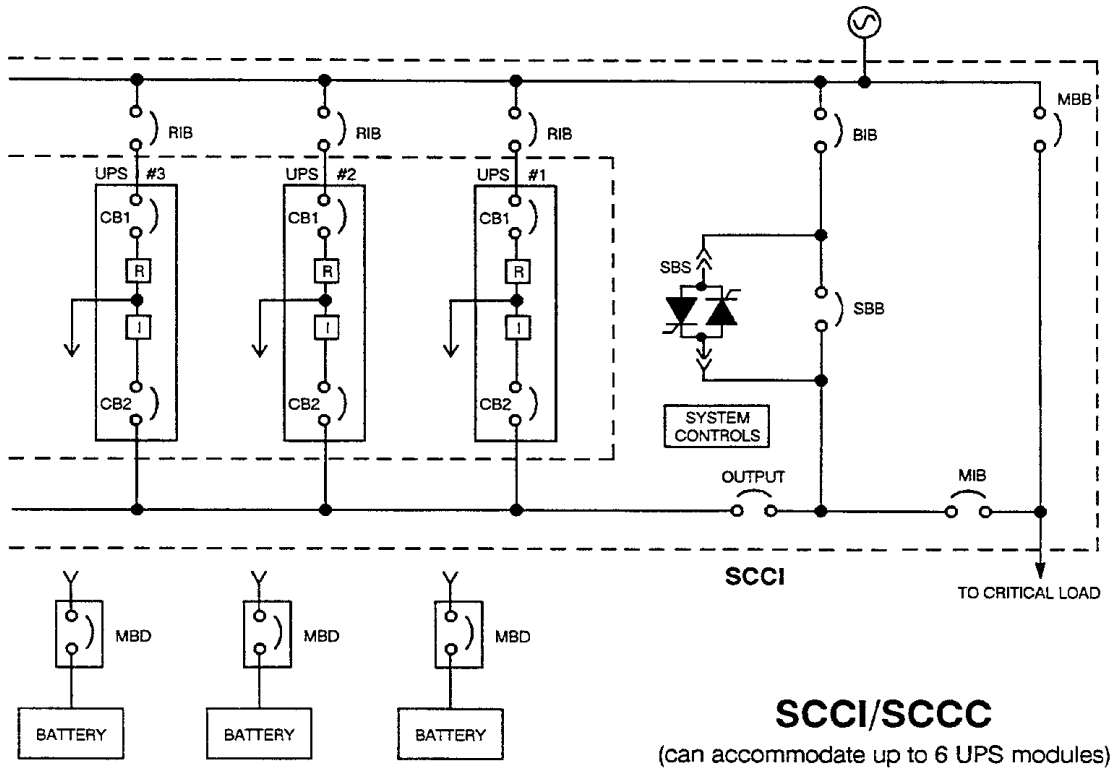 MBB
RIB
RIB
RIB
BIB
UPS #3
UPS #2
UPS #1
CB1
CB1
CB1
R
R
R
SBS
SBB
I
I
I
CB2
CB2
CB2
SYSTEM
CONTROLS
OUTPUT
MIB
SCCI
TO CRITICAL LOAD
MBD
MBD
MBD
BATTERY
BATTERY
BATTERY
SCCI/SCCC
(can accommodate up to 6 UPS modules)